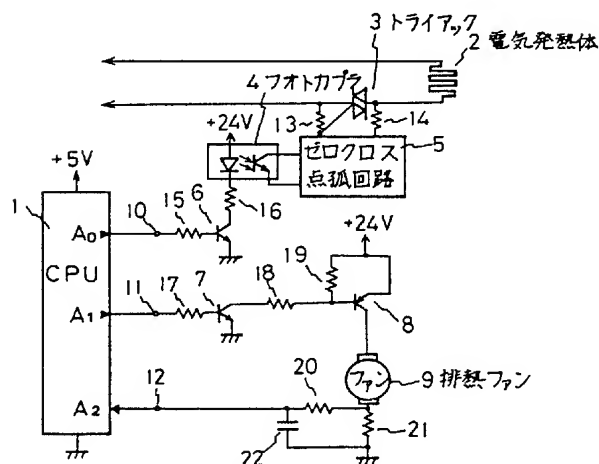 3 トライアック
2 電気発熱体
4 フォトカプラ
+24V
13
14
ゼロクロス
点弧回路
5
+5V
1
10
15
6
16
A0
CPU
+24V
19
11
17
7
18
A1
8
ファン
9 排熱ファン
12
20
A2
22
21